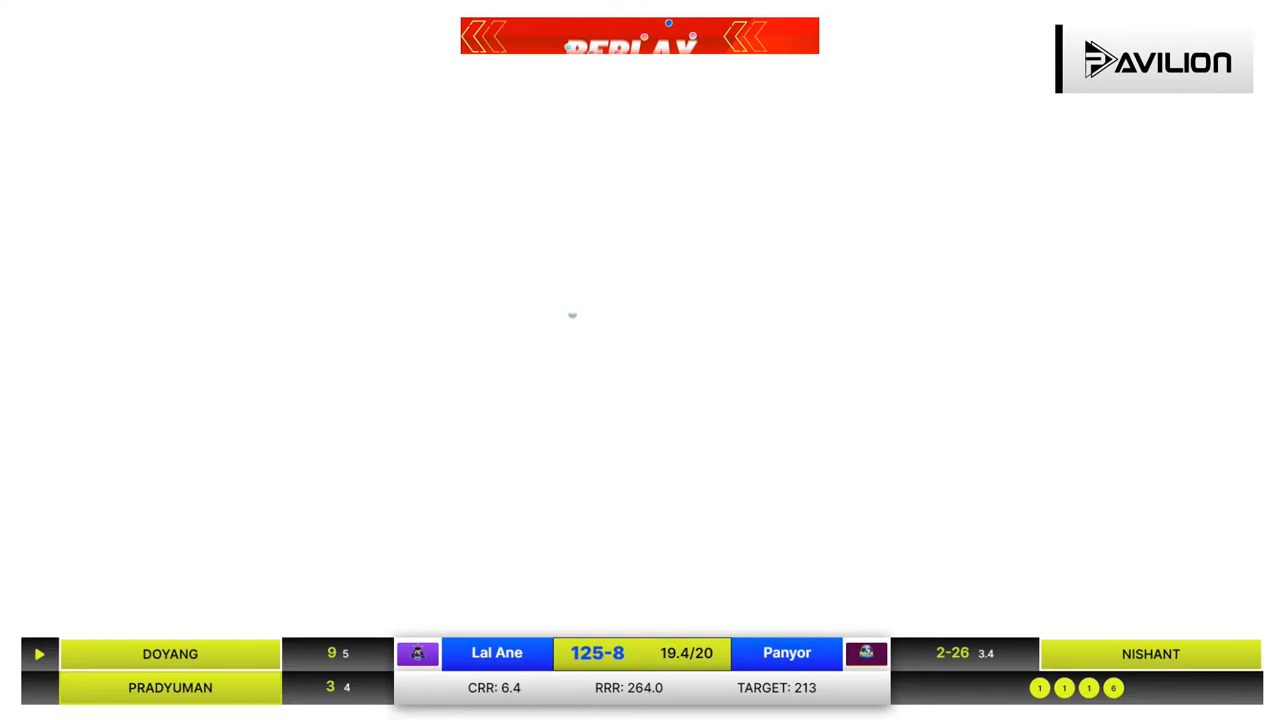 REPLAY
PAVILION
DOYANG 9 5
Lal Ane 125-8 19.4/20 Panyor
2-26 3.4 NISHANT
PRADYUMAN 3 4
CRR: 6.4 RRR: 264.0 TARGET: 213
1 1 1 6